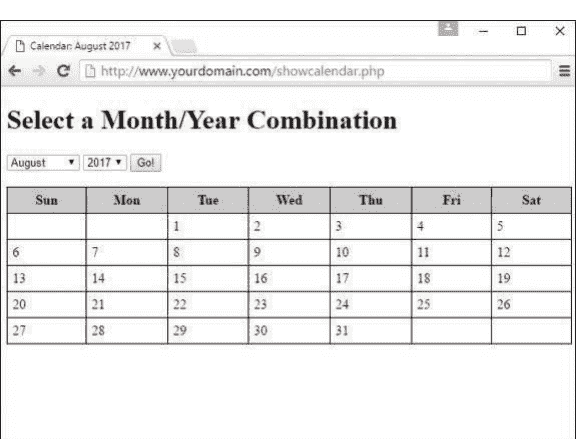 Calendar: August 2017
http://www.yourdomain.com/showcalendar.php
Select a Month/Year Combination
August 2017 Go!
Sun Mon Tue Wed Thu Fri Sat
1 2 3 4 5
6 7 8 9 10 11 12
13 14 15 16 17 18 19
20 21 22 23 24 25 26
27 28 29 30 31